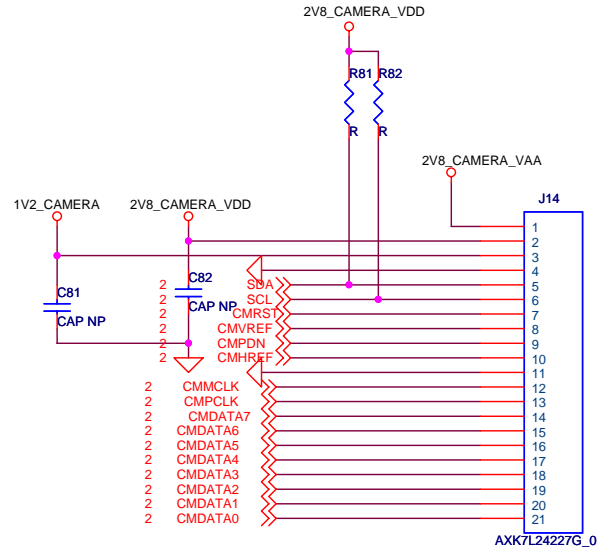 2V8_CAMERA_VDD
R81 R82
R R
2V8_CAMERA_VAA
1V2_CAMERA 2V8_CAMERA_VDD
J14
1
2
3
4
C81
CAP NP
C82
CAP NP
2 SDA 5
2 SCL 6
2 CMRST 7
2 CMVREF 8
2 CMPDN 9
2 CMHREF 10
11
2 CMMCLK 12
2 CMPCLK 13
2 CMDATA7 14
2 CMDATA6 15
2 CMDATA5 16
2 CMDATA4 17
2 CMDATA3 18
2 CMDATA2 19
2 CMDATA1 20
2 CMDATA0 21
AXK7L24227G_0